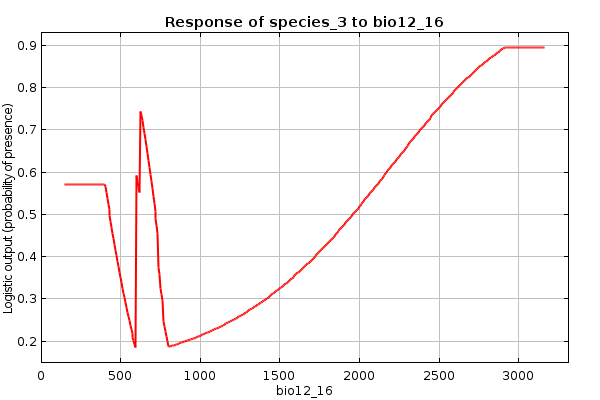 Response of species_3 to bio12_16
Logistic output (probability of presence)
0.9
0.8
0.7
0.6
0.5
0.4
0.3
0.2
0 500 1000 1500 2000 2500 3000
bio12_16